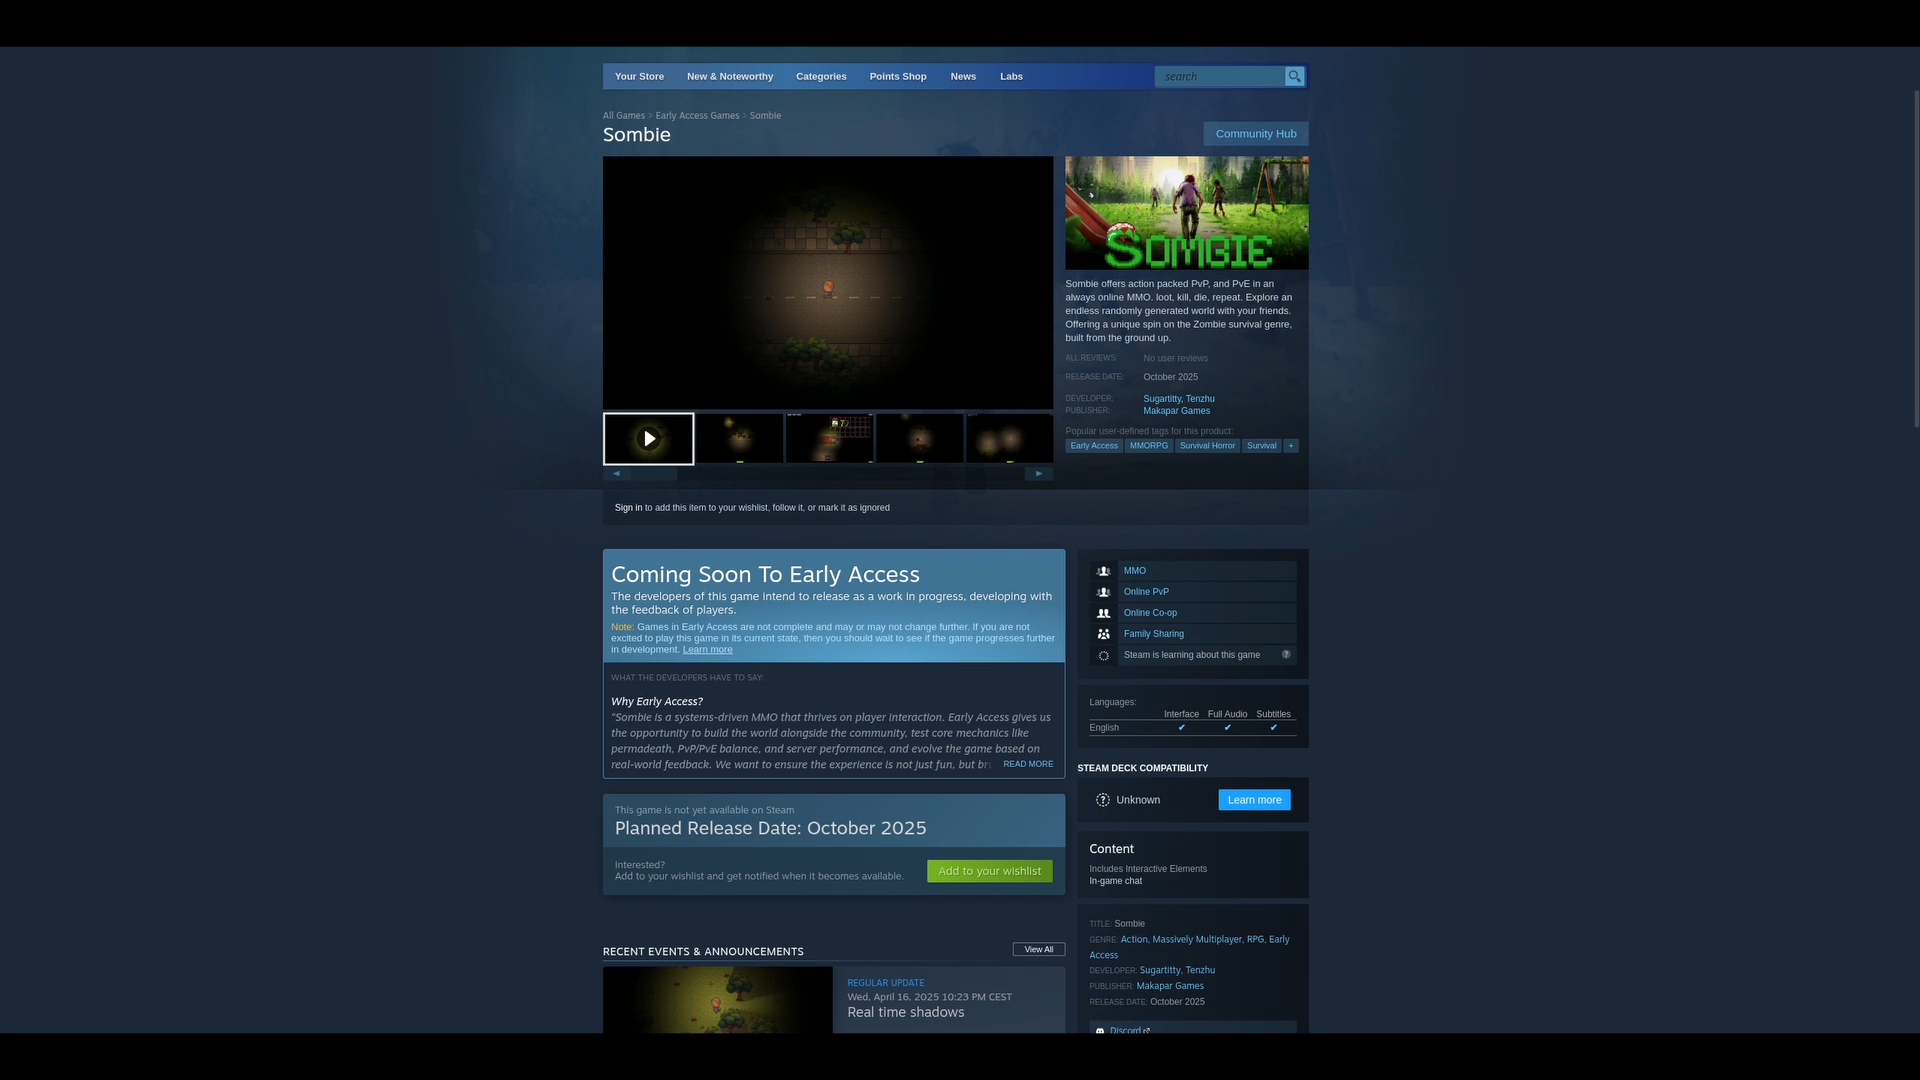 Your Store New & Noteworthy Categories Points Shop News Labs search
All Games > Early Access Games > Sombie
Sombie
Community Hub
SOMBIE
Sombie offers action packed PvP, and PvE in an
always online MMO. loot, kill, die, repeat. Explore an
endless randomly generated world with your friends.
Offering a unique spin on the Zombie survival genre,
built from the ground up.
ALL REVIEWS: No user reviews
RELEASE DATE: October 2025
DEVELOPER: Sugartitty, Tenzhu
PUBLISHER: Makapar Games
Popular user-defined tags for this product:
Early Access MMORPG Survival Horror Survival +
Sign in to add this item to your wishlist, follow it, or mark it as ignored
Coming Soon To Early Access
The developers of this game intend to release as a work in progress, developing with
the feedback of players.
Note: Games in Early Access are not complete and may or may not change further. If you are not
excited to play this game in its current state, then you should wait to see if the game progresses further
in development. Learn more
WHAT THE DEVELOPERS HAVE TO SAY:
Why Early Access?
"Sombie is a systems-driven MMO that thrives on player interaction. Early Access gives us
the opportunity to build the world alongside the community, test core mechanics like
permadeath, PvP/PvE balance, and server performance, and evolve the game based on
real-world feedback. We want to ensure the experience is not just fun, but
READ MORE
This game is not yet available on Steam
Planned Release Date: October 2025
Interested?
Add to your wishlist and get notified when it becomes available.
Add to your wishlist
RECENT EVENTS & ANNOUNCEMENTS
View All
REGULAR UPDATE
Wed, April 16, 2025 10:23 PM CEST
Real time shadows
MMO
Online PvP
Online Co-op
Family Sharing
Steam is learning about this game ?
Languages:
Interface Full Audio Subtitles
English ✔ ✔ ✔
STEAM DECK COMPATIBILITY
Unknown
Learn more
Content
Includes Interactive Elements
In-game chat
TITLE: Sombie
GENRE: Action, Massively Multiplayer, RPG, Early
Access
DEVELOPER: Sugartitty, Tenzhu
PUBLISHER: Makapar Games
RELEASE DATE: October 2025
Discord